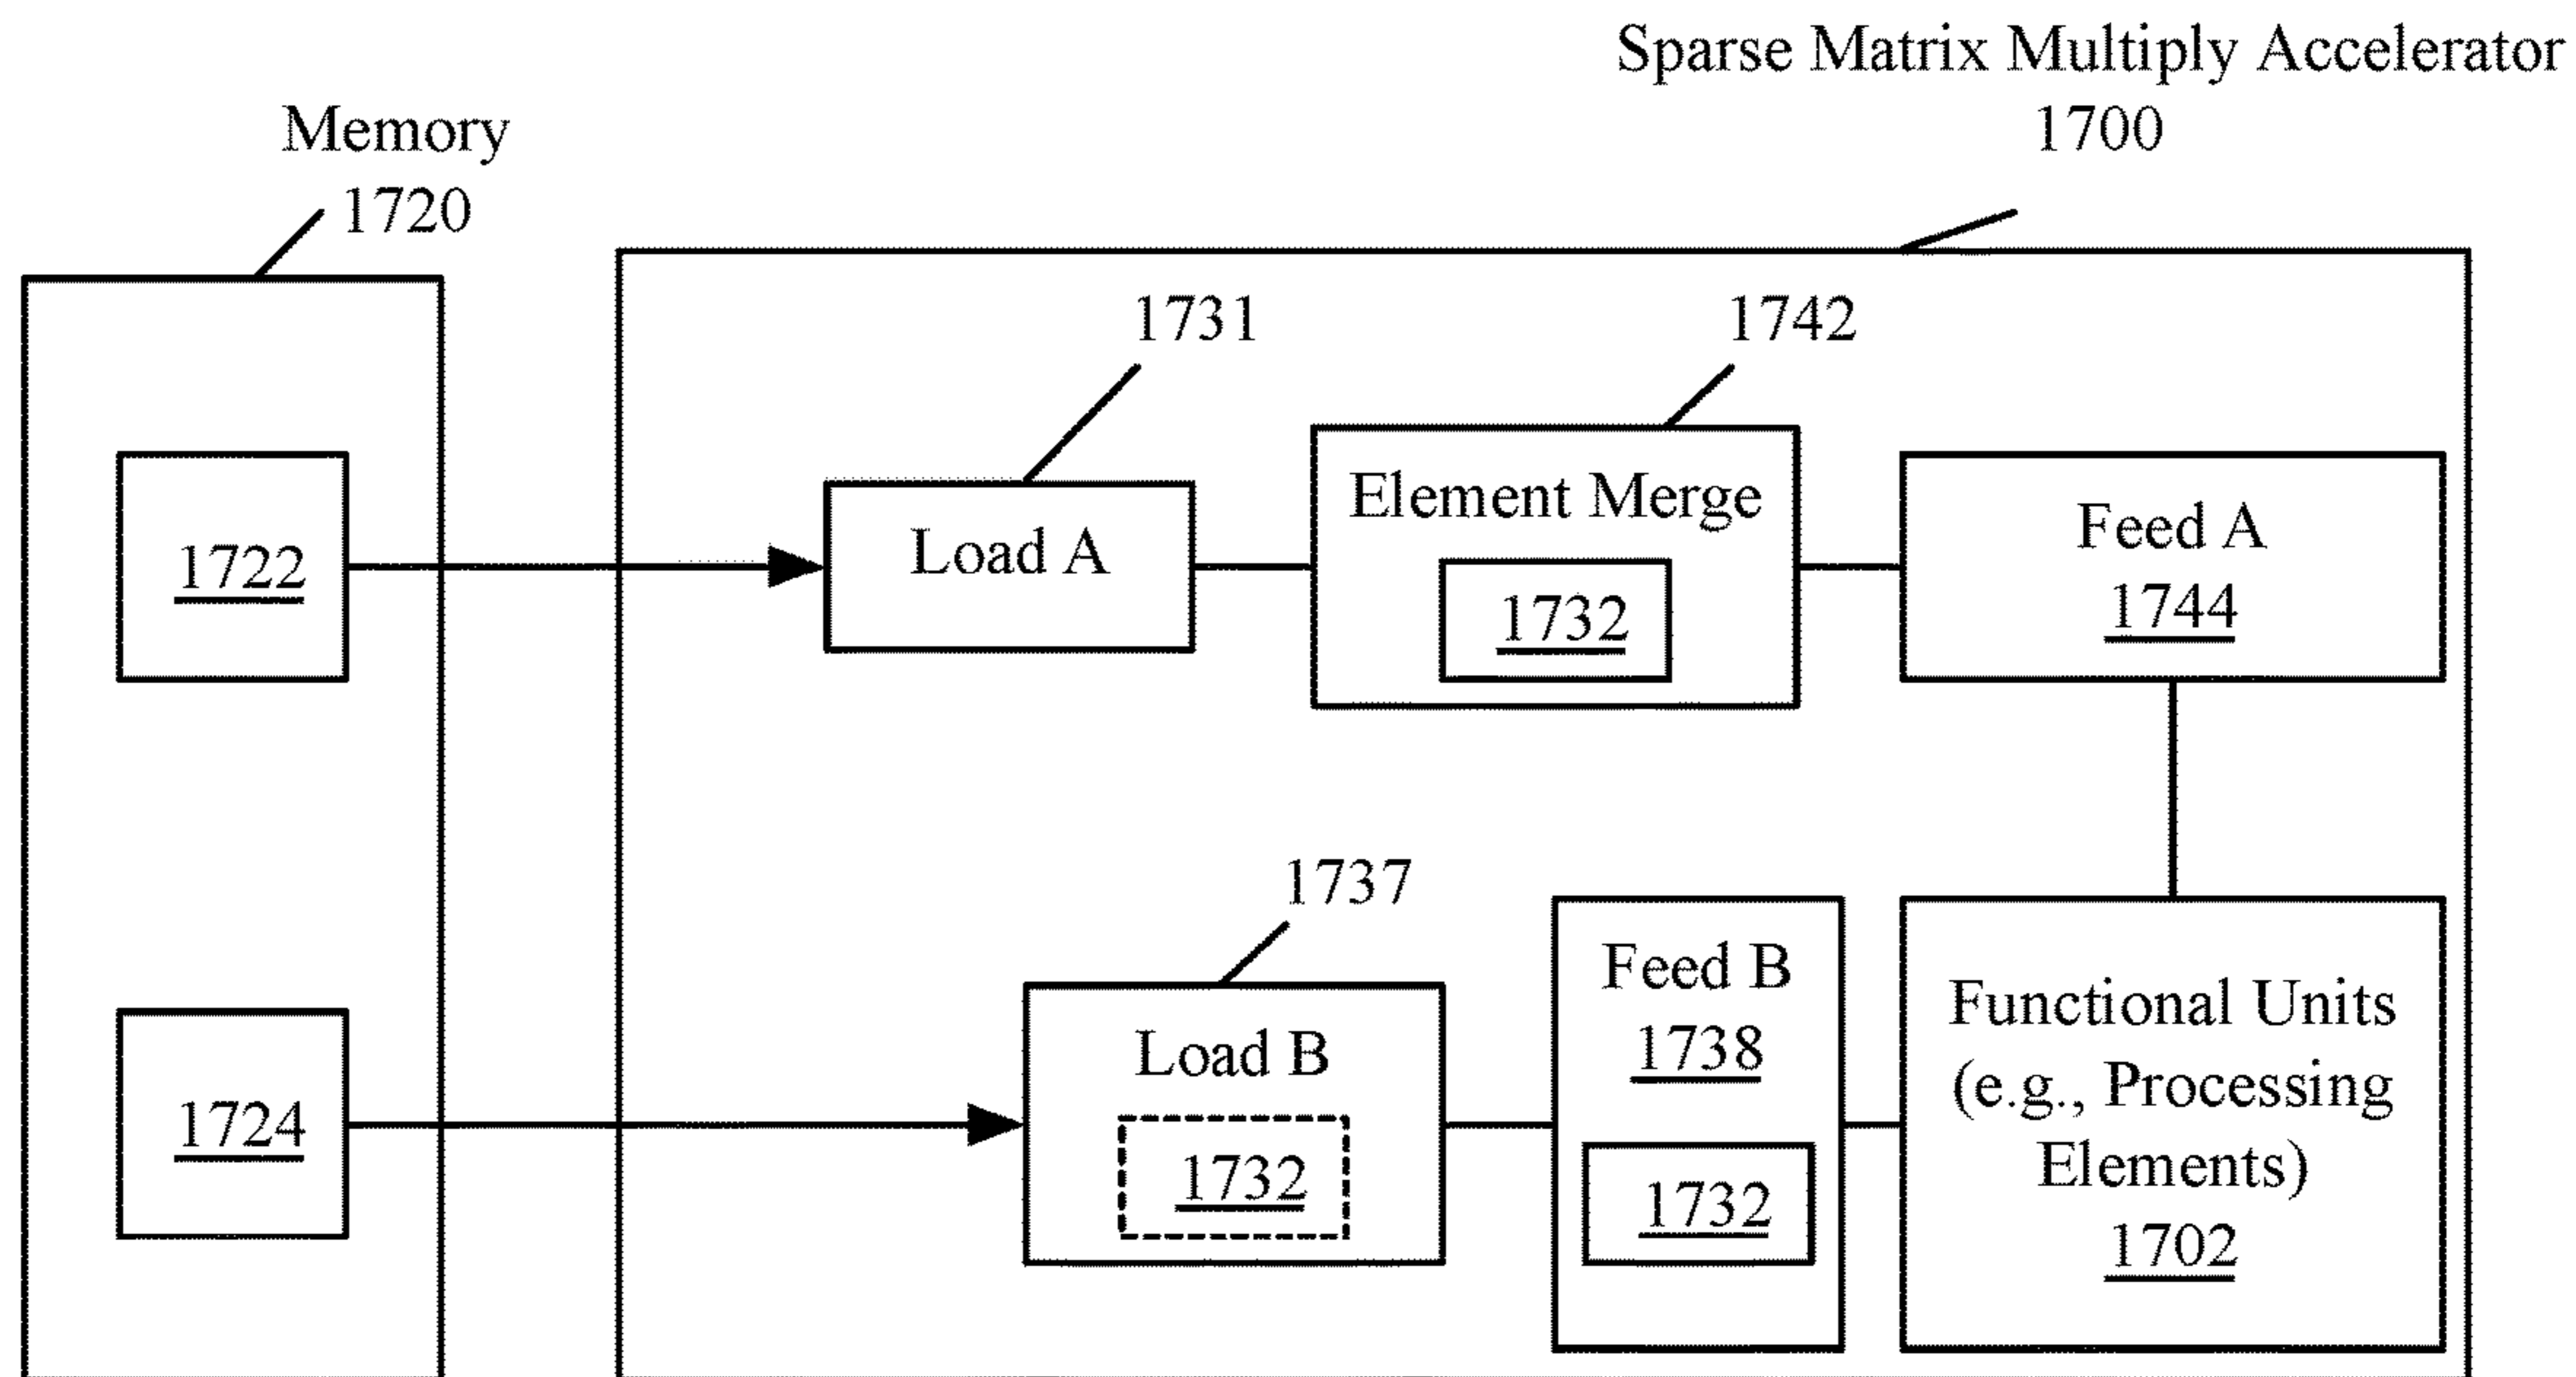 Sparse Matrix Multiply Accelerator
1700
Memory
1720
1731
1742
1722
Load A
Element Merge
1732
Feed A
1744
1737
1724
Load B
1732
Feed B
1738
1732
Functional Units
(e.g., Processing
Elements)
1702